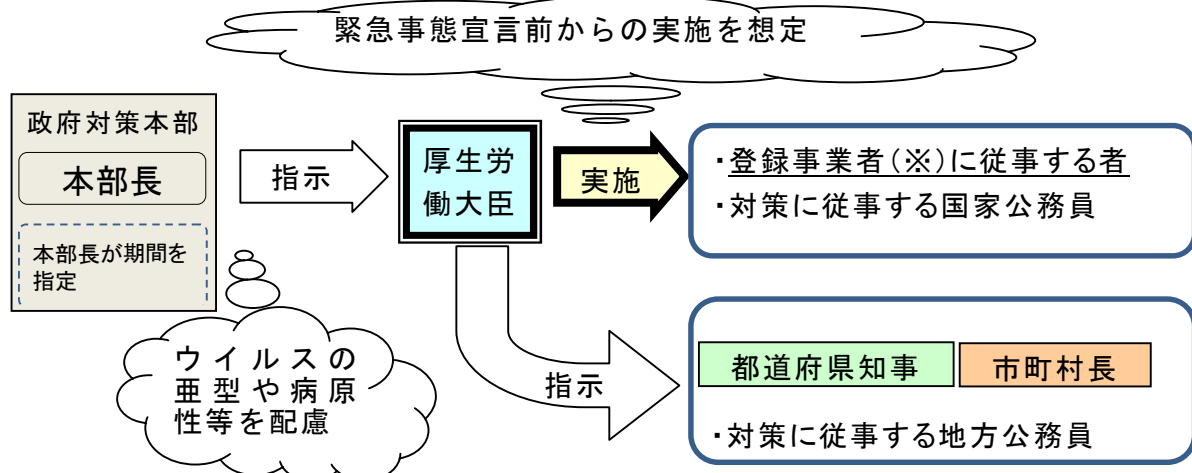 緊急事態宣言前からの実施を想定
政府対策本部
本部長
本部長が期間を
指定
指示
厚生労
働大臣
実施
・登録事業者(※)に従事する者
・対策に従事する国家公務員
ウイルスの
亜型や病原
性等を配慮
指示
都道府県知事
市町村長
・対策に従事する地方公務員